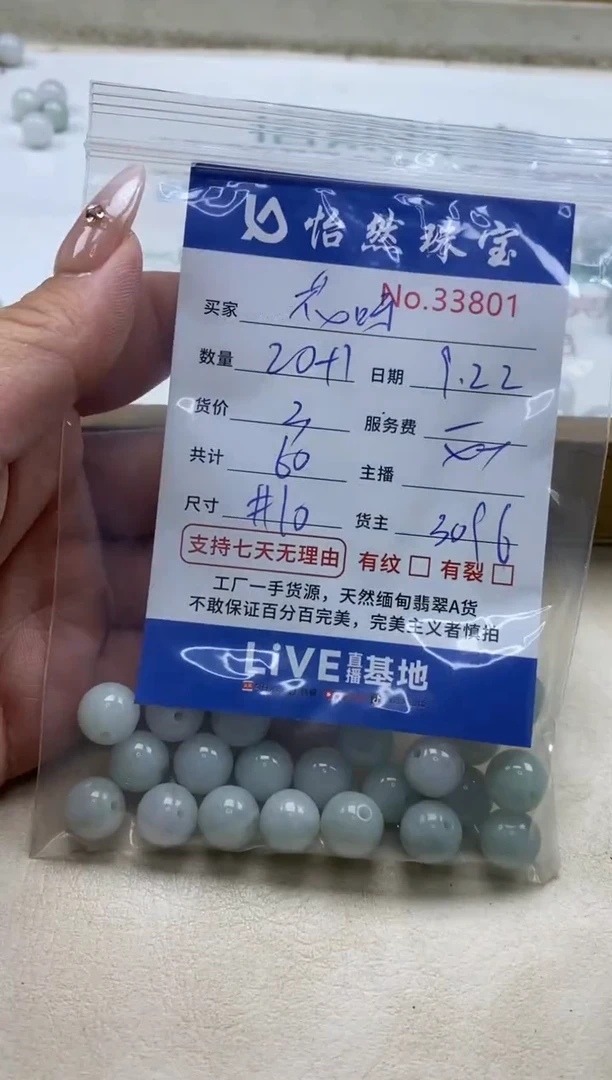 怡然珠宝
No.33801
买家
数量 20+1 日期 9.22
货价 2 服务费
共计 60 主播
尺寸 #10 货主 3096
支持七天无理由 有纹□ 有裂□
工厂一手货源，天然缅甸翡翠A货
不敢保证百分百完美，完美主义者慎拍
LiVE直播基地